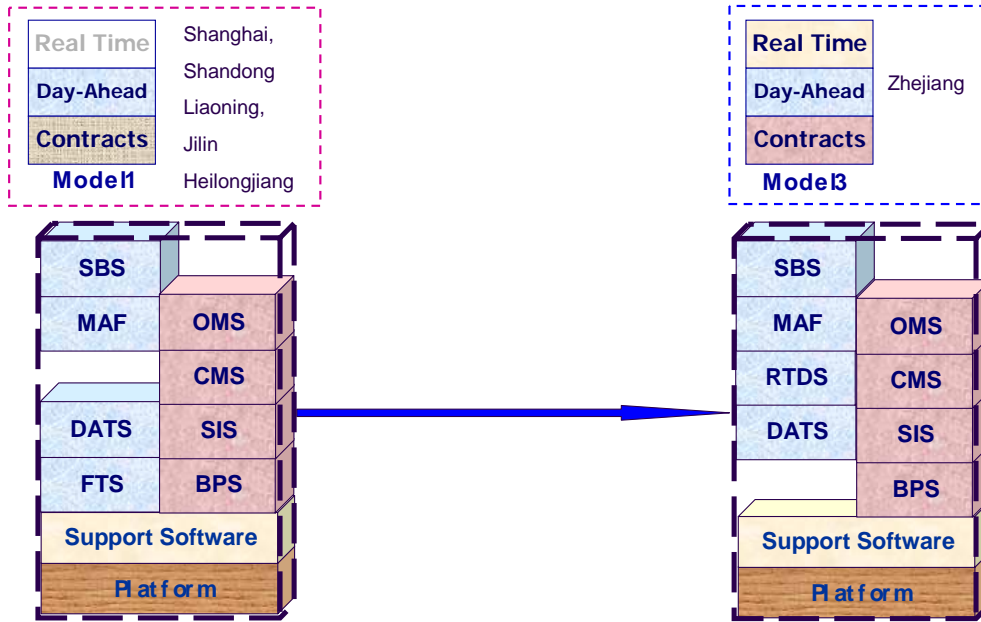 Real Time
Day-Ahead
Contracts
Model1
Shanghai,
Shandong
Liaoning,
Jilin
Heilongjiang
Real Time
Day-Ahead
Contracts
Model3
Zhejiang
SBS
MAF
DATS
FTS
OMS
CMS
SIS
BPS
Support Software
Platform
SBS
MAF
RTDS
DATS
OMS
CMS
SIS
BPS
Support Software
Platform